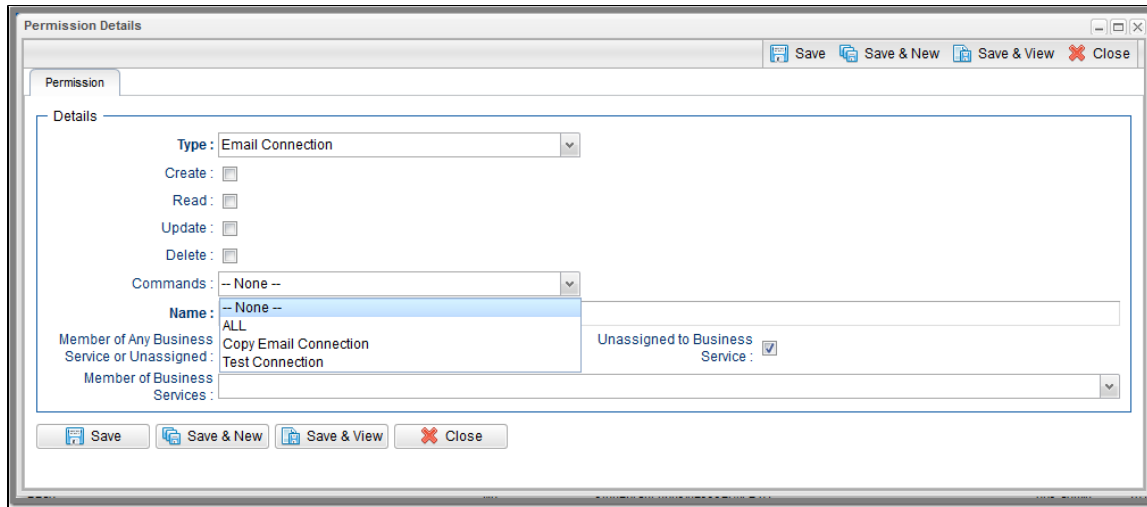 Permission Details
Save Save & New Save & View Close
Permission
Details
Type : Email Connection
Create :
Read :
Update :
Delete :
Commands : -- None --
Name : -- None --
ALL
Member of Any Business
Service or Unassigned :
Copy Email Connection
Test Connection
Unassigned to Business
Service :
Member of Business
Services :
Save Save & New Save & View Close